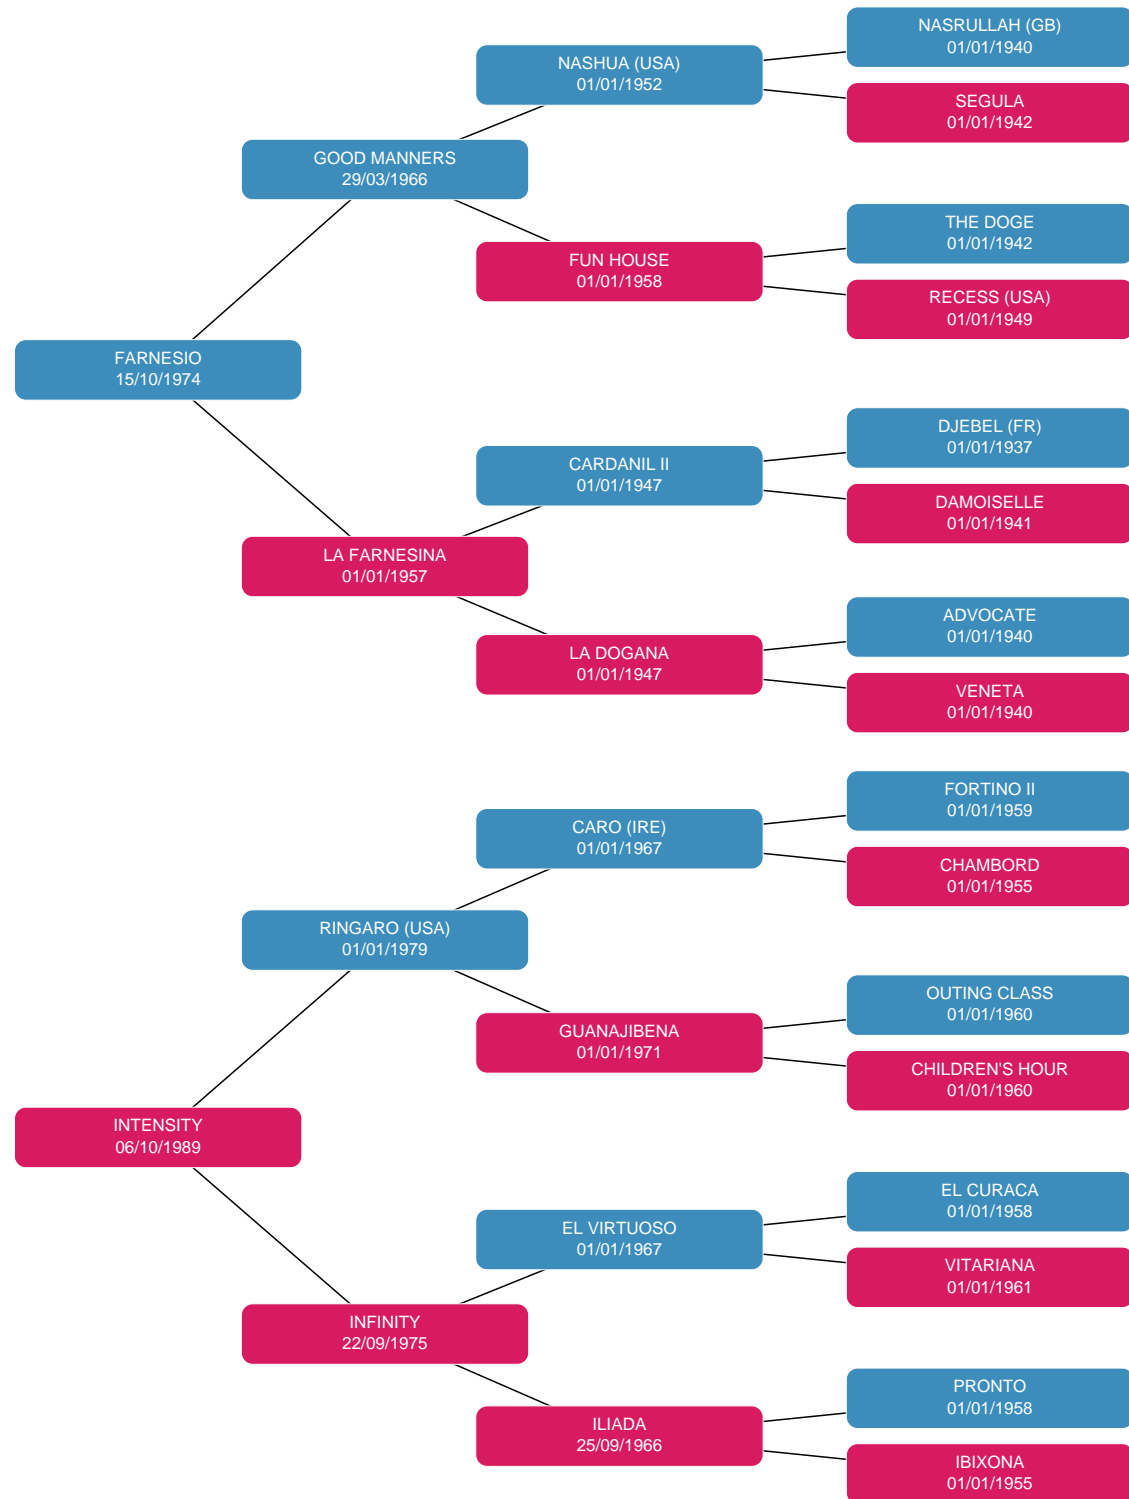 NASRULLAH (GB)
01/01/1940
NASHUA (USA)
01/01/1952
SEGULA
01/01/1942
GOOD MANNERS
29/03/1966
THE DOGE
01/01/1942
FUN HOUSE
01/01/1958
RECESS (USA)
01/01/1949
FARNESIO
15/10/1974
DJEBEL (FR)
01/01/1937
CARDANIL II
01/01/1947
DAMOISELLE
01/01/1941
LA FARNESINA
01/01/1957
ADVOCATE
01/01/1940
LA DOGANA
01/01/1947
VENETA
01/01/1940
FORTINO II
01/01/1959
CARO (IRE)
01/01/1967
CHAMBORD
01/01/1955
RINGARO (USA)
01/01/1979
OUTING CLASS
01/01/1960
GUANAJIBENA
01/01/1971
CHILDREN'S HOUR
01/01/1960
INTENSITY
06/10/1989
EL CURACA
01/01/1958
EL VIRTUOSO
01/01/1967
VITARIANA
01/01/1961
INFINITY
22/09/1975
PRONTO
01/01/1958
ILIADA
25/09/1966
IBIXONA
01/01/1955